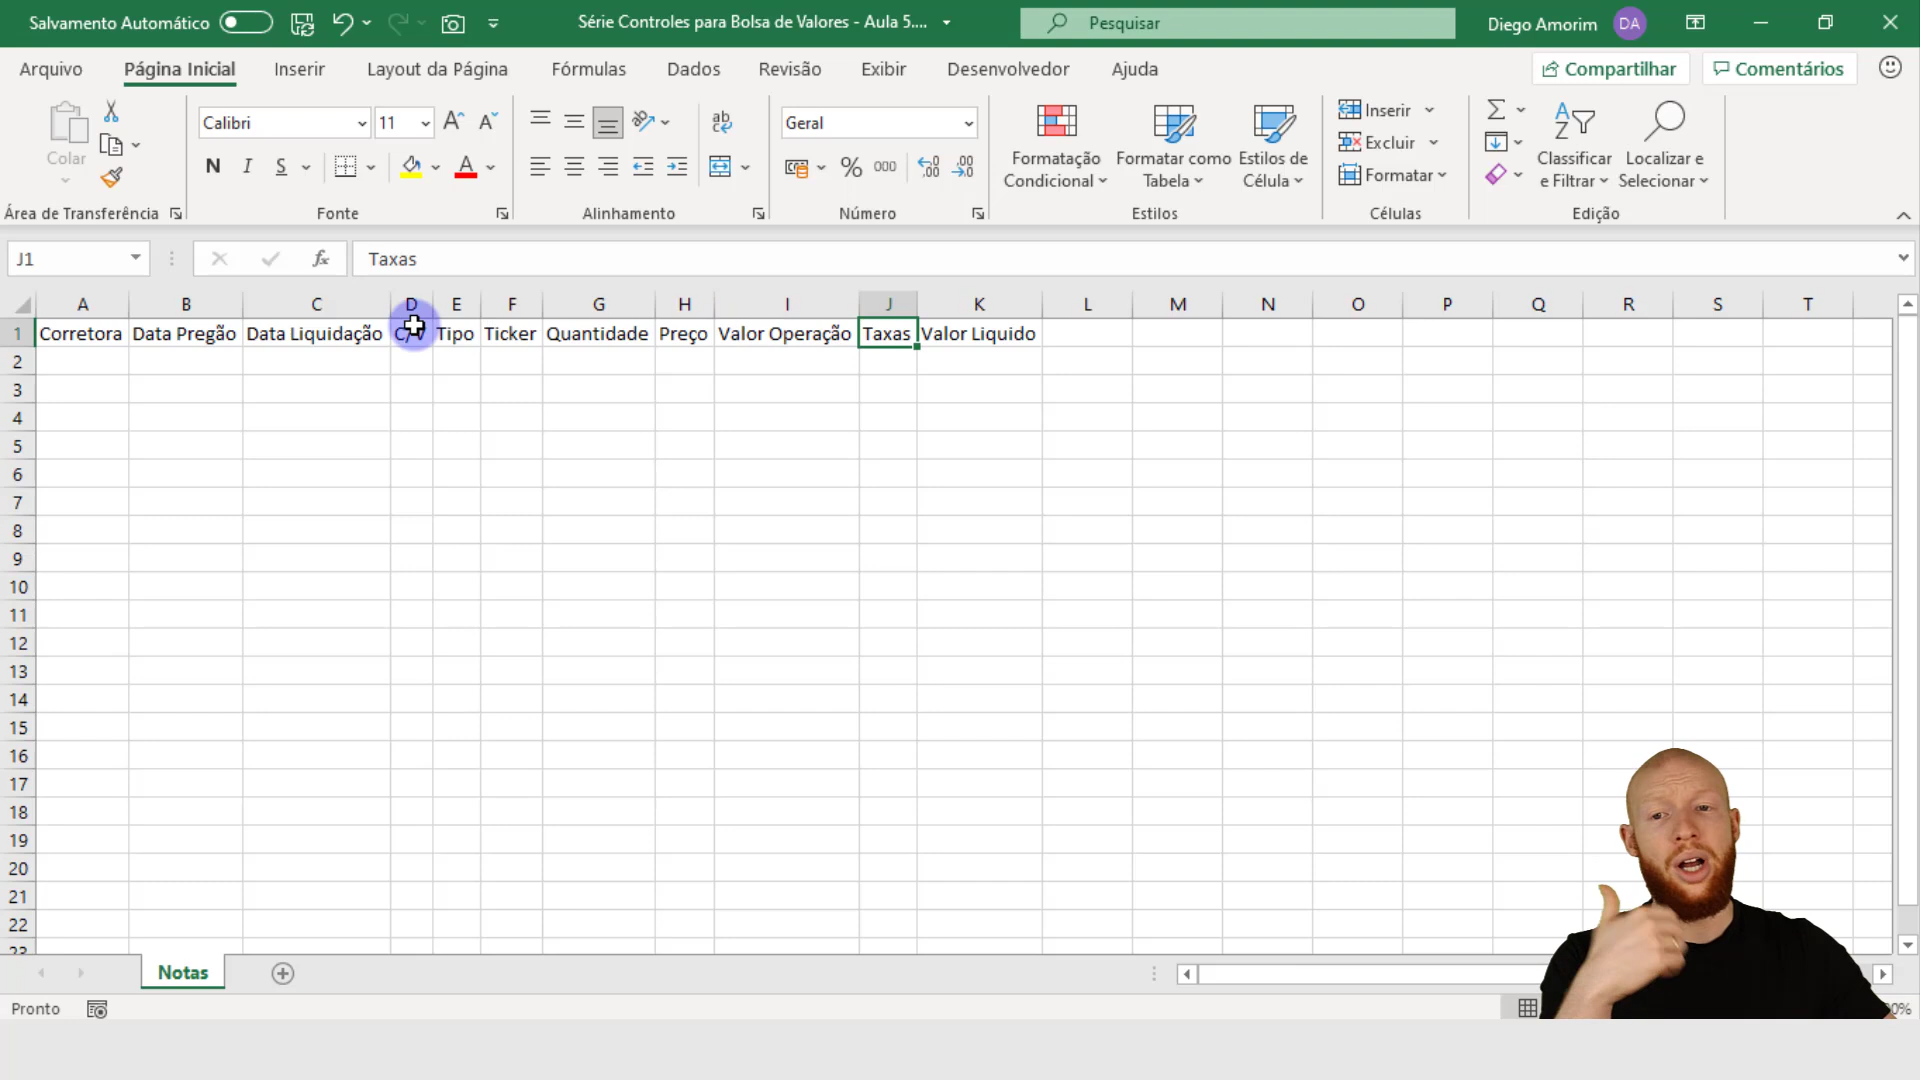 Salvamento Automático
Série Controles para Bolsa de Valores - Aula 5....
Pesquisar
Diego Amorim
DA
Arquivo
Página Inicial
Inserir
Layout da Página
Fórmulas
Dados
Revisão
Exibir
Desenvolvedor
Ajuda
Compartilhar
Comentários
Colar
Área de Transferência
Calibri
11
N
I
S
Fonte
ab
Alinhamento
Geral
%
000
Número
Formatação
Condicional
Formatar como
Tabela
Estilos de
Célula
Estilos
Inserir
Excluir
Formatar
Células
Classificar
e Filtrar
Localizar e
Selecionar
Edição
J1
fx
Taxas
A B C D E F G H I J K L M N O P Q R S T
1 Corretora Data Pregão Data Liquidação C/V Tipo Ticker Quantidade Preço Valor Operação Taxas Valor Liquido
2
3
4
5
6
7
8
9
10
11
12
13
14
15
16
17
18
19
20
21
22
23
Notas
Pronto